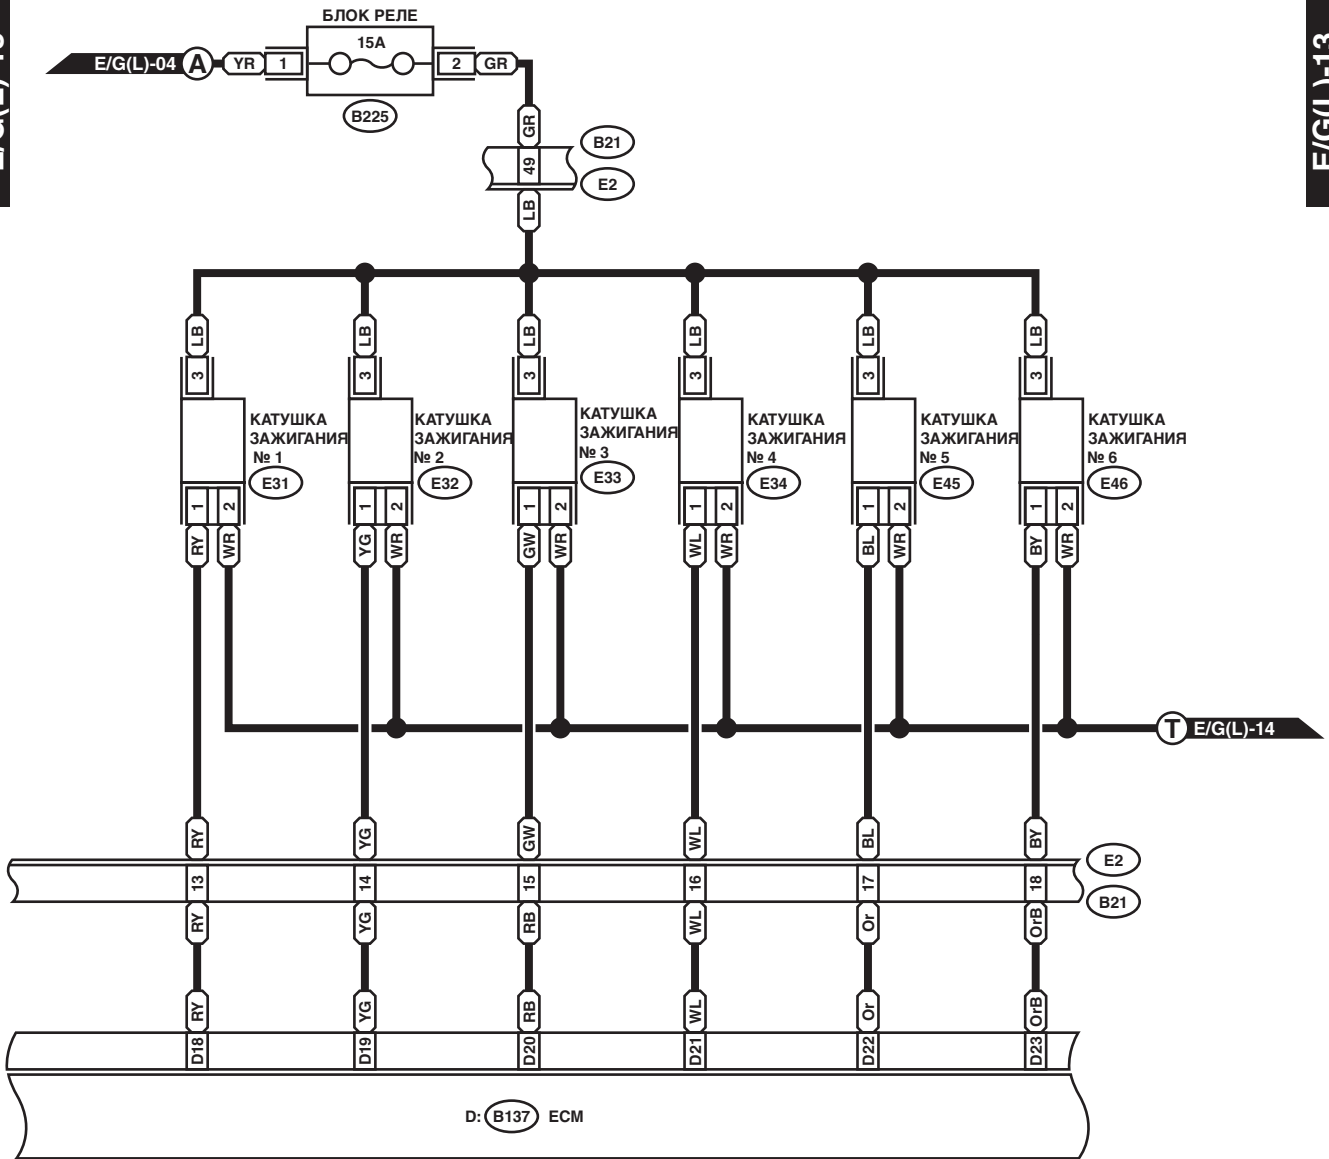 БЛОК РЕЛЕ
15A
E/G(L)-04 A YR 1 2 GR
B225
GR
49
B21
E2
LB
E/G(L)-13
LB LB LB LB LB LB
3 3 3 3 3 3
КАТУШКА ЗАЖИГАНИЯ № 1
E31
КАТУШКА ЗАЖИГАНИЯ № 2
E32
КАТУШКА ЗАЖИГАНИЯ № 3
E33
КАТУШКА ЗАЖИГАНИЯ № 4
E34
КАТУШКА ЗАЖИГАНИЯ № 5
E45
КАТУШКА ЗАЖИГАНИЯ № 6
E46
1 2 1 2 1 2 1 2 1 2 1 2
RY WR YG WR GW WR WL WR BL WR BY WR
T E/G(L)-14
RY YG GW WL BL BY
E2
13 14 15 16 17 18
B21
RY YG RB WL Or OrB
RY YG RB WL Or OrB
D18 D19 D20 D21 D22 D23
D: B137 ECM